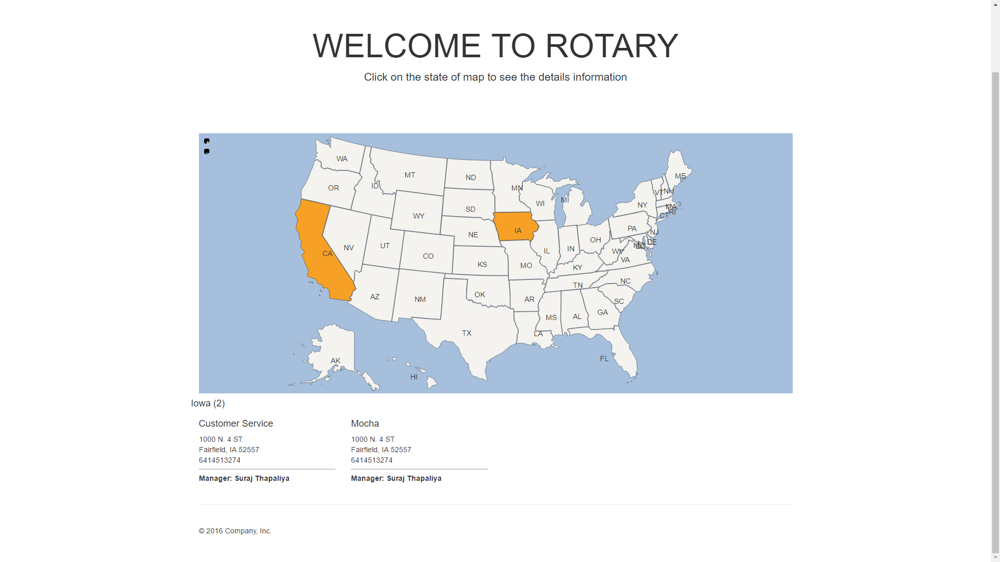 WELCOME TO ROTARY
Click on the state of map to see the details information
+
−
WA
MT
ND
MN
ME
OR
ID
WI
MI
VT
NH
SD
NY
MA
WY
RI
CT
IA
PA
NE
NJ
OH
DE
UT
NV
IN
MD
DC
CA
CO
IL
WV
VA
KS
MO
KY
NC
TN
AZ
NM
OK
AR
SC
GA
MS
AL
TX
LA
FL
AK
HI
Iowa (2)
Customer Service
1000 N. 4 ST.
Fairfield, IA 52557
6414513274
Manager: Suraj Thapaliya
Mocha
1000 N. 4 ST.
Fairfield, IA 52557
6414513274
Manager: Suraj Thapaliya
© 2016 Company, Inc.